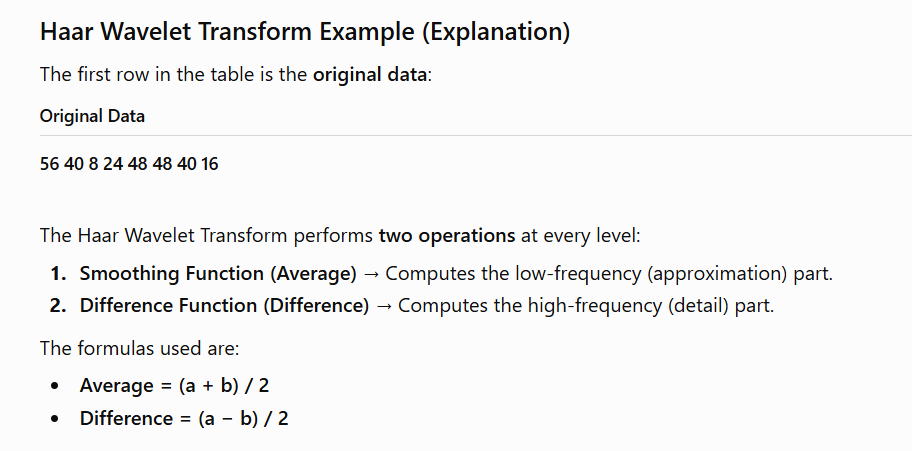 Haar Wavelet Transform Example (Explanation)
The first row in the table is the original data:
Original Data
56 40 8 24 48 48 40 16
The Haar Wavelet Transform performs two operations at every level:
1. Smoothing Function (Average) → Computes the low-frequency (approximation) part.
2. Difference Function (Difference) → Computes the high-frequency (detail) part.
The formulas used are:
• Average = (a + b) / 2
• Difference = (a − b) / 2